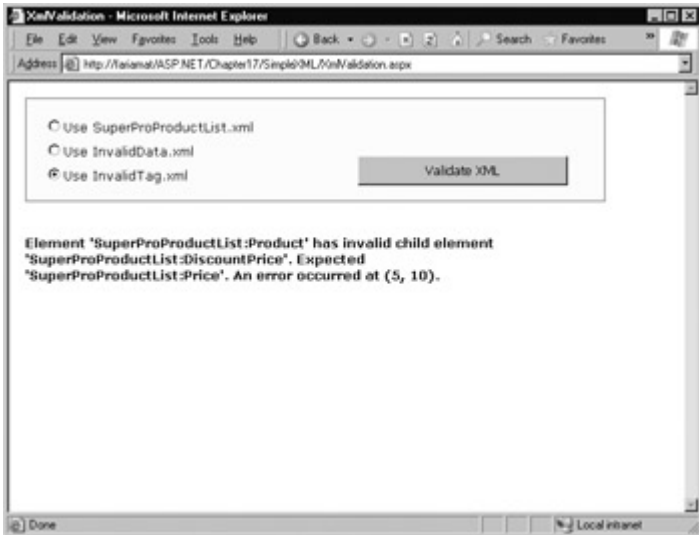 XmlValidation - Microsoft Internet Explorer
File Edit View Favorites Tools Help Back Search Favorites »
Address http://fariamat/ASP.NET/Chapter17/SimpleXML/XmlValidation.aspx
Use SuperProProductList.xml
Use InvalidData.xml
Use InvalidTag.xml
Validate XML
Element 'SuperProProductList:Product' has invalid child element
'SuperProProductList:DiscountPrice'. Expected
'SuperProProductList:Price'. An error occurred at (5, 10).
Done Local intranet